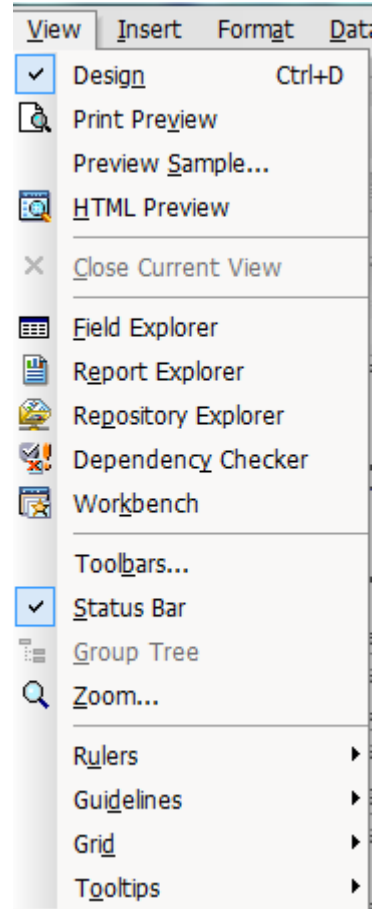 View Insert Format Data
Design Ctrl+D
Print Preview
Preview Sample...
HTML Preview
Close Current View
Field Explorer
Report Explorer
Repository Explorer
Dependency Checker
Workbench
Toolbars...
Status Bar
Group Tree
Zoom...
Rulers
Guidelines
Grid
Tooltips